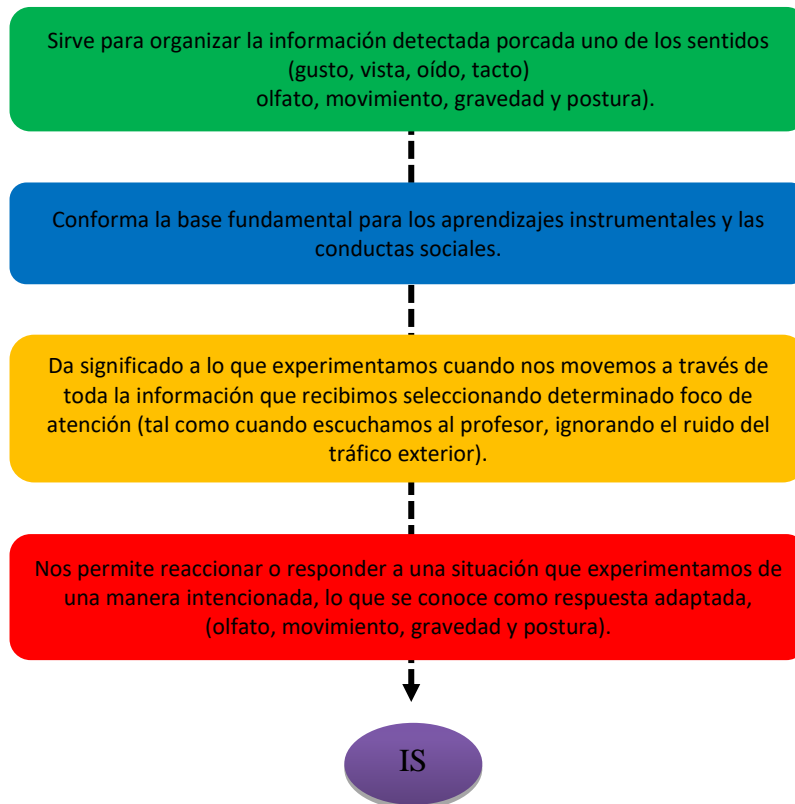 Sirve para organizar la información detectada porcada uno de los sentidos
(gusto, vista, oído, tacto)
olfato, movimiento, gravedad y postura).
Conforma la base fundamental para los aprendizajes instrumentales y las
conductas sociales.
Da significado a lo que experimentamos cuando nos movemos a través de
toda la información que recibimos seleccionando determinado foco de
atención (tal como cuando escuchamos al profesor, ignorando el ruido del
tráfico exterior).
Nos permite reaccionar o responder a una situación que experimentamos de
una manera intencionada, lo que se conoce como respuesta adaptada,
(olfato, movimiento, gravedad y postura).
IS